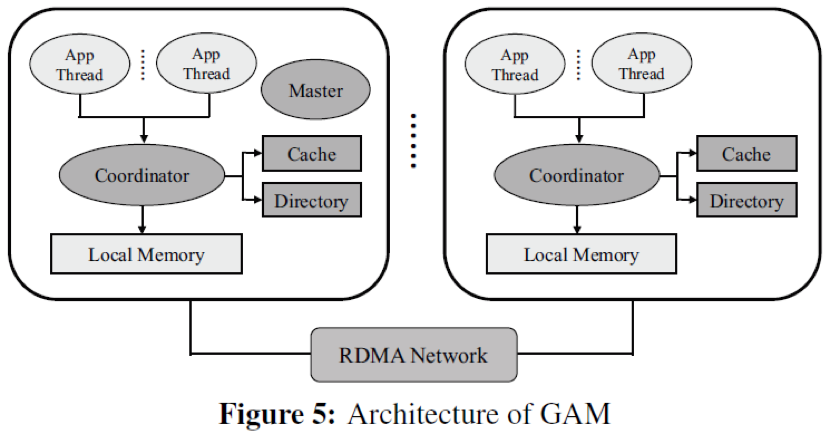 App
Thread
App
Thread
Master
Coordinator
Cache
Directory
Local Memory
App
Thread
App
Thread
Coordinator
Cache
Directory
Local Memory
RDMA Network
Figure 5: Architecture of GAM